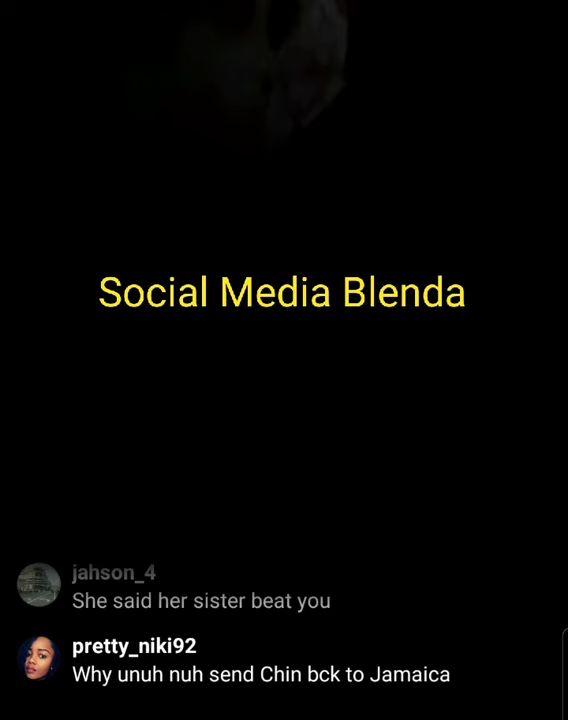 Social Media Blenda
jahson_4
She said her sister beat you
pretty_niki92
Why unuh nuh send Chin bck to Jamaica